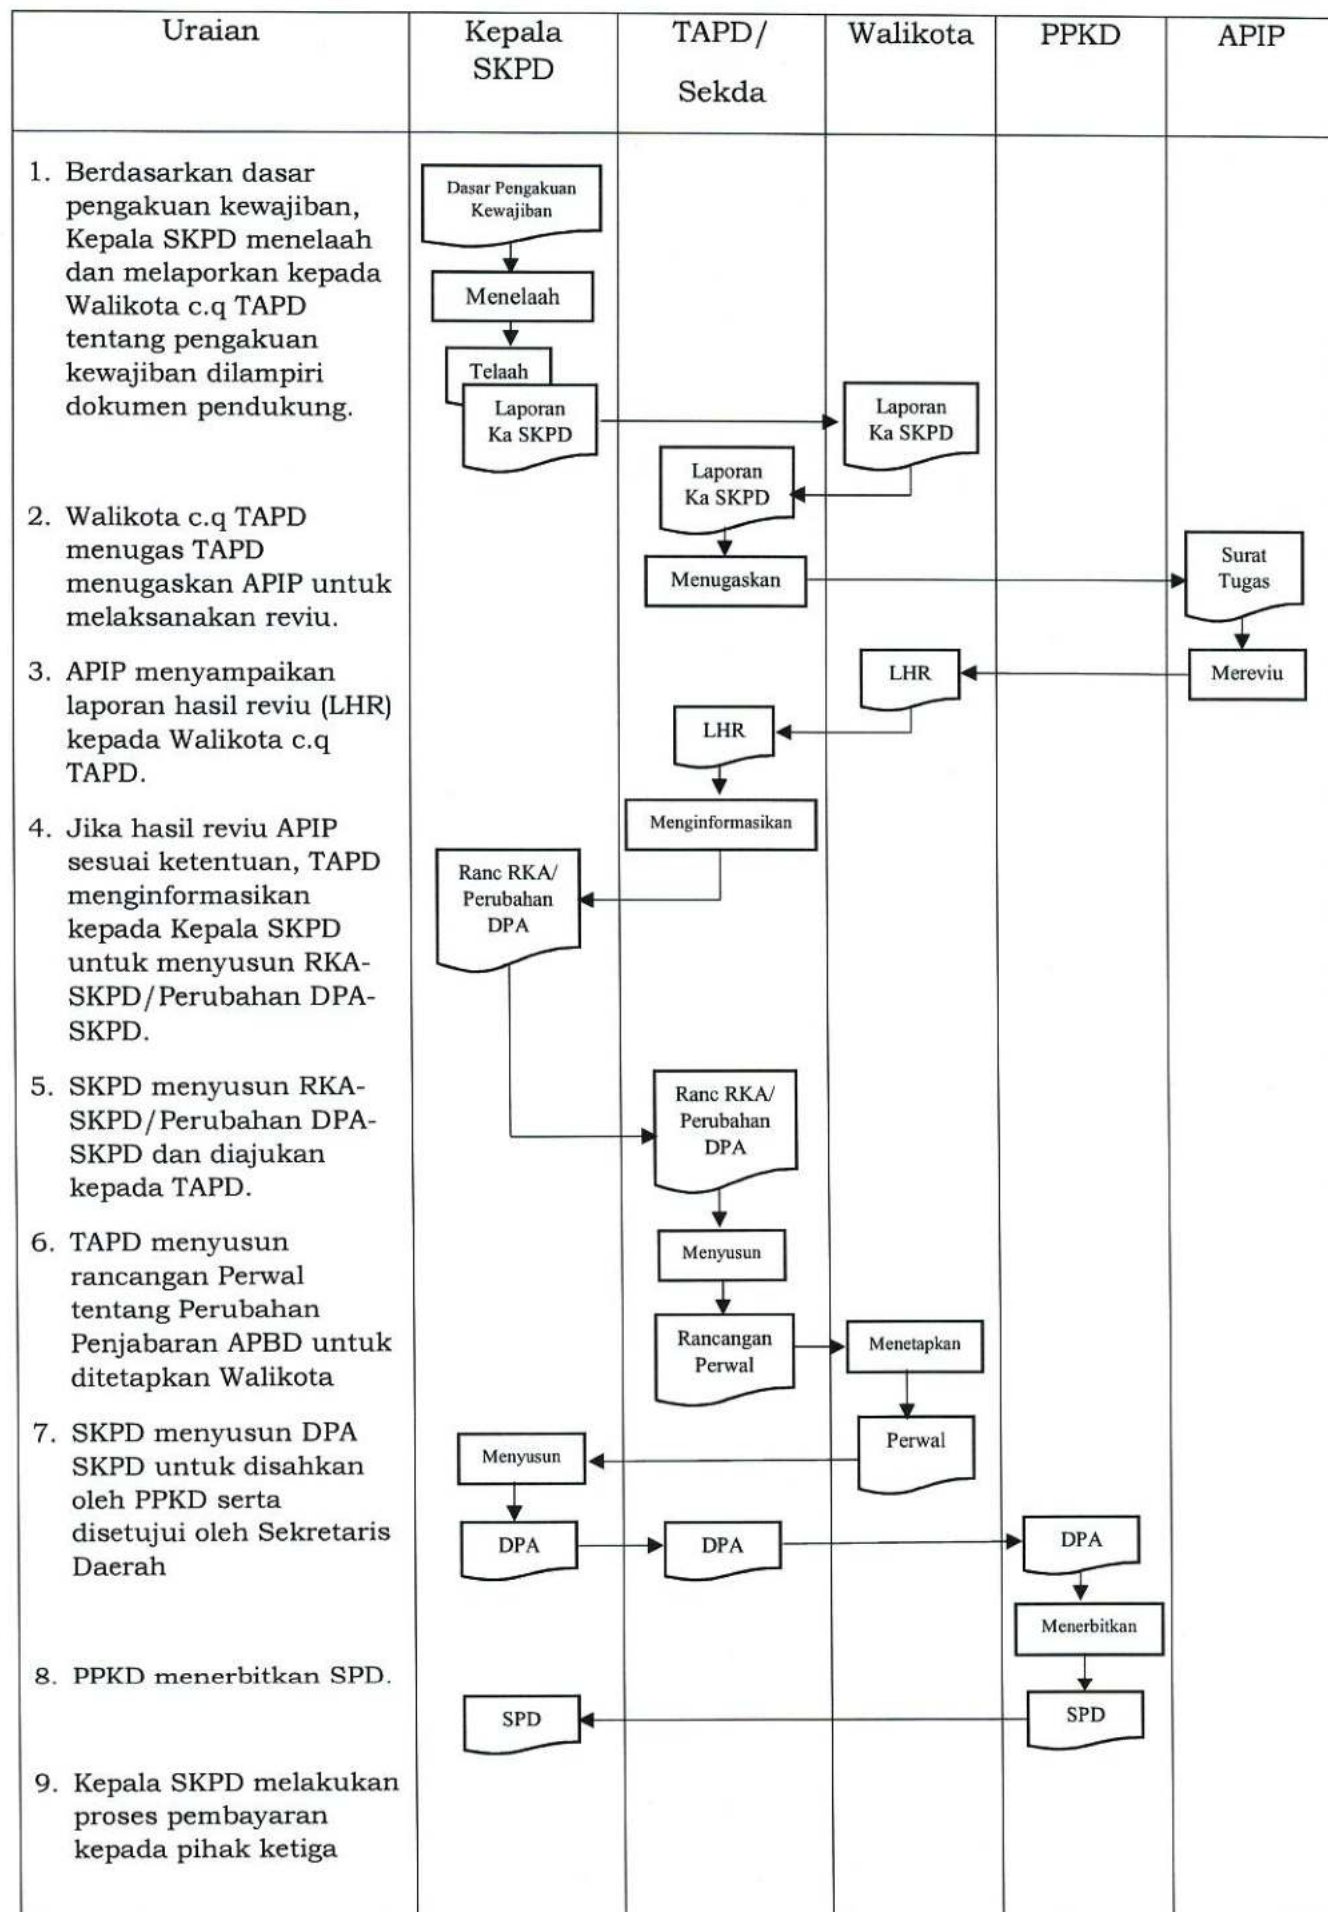 Uraian
Kepala
SKPD
TAPD/
Sekda
Walikota
PPKD
APIP
1. Berdasarkan dasar
pengakuan kewajiban,
Kepala SKPD menelaah
dan melaporkan kepada
Walikota c.q TAPD
tentang pengakuan
kewajiban dilampiri
dokumen pendukung.
Dasar Pengakuan
Kewajiban
Menelaah
Telaah
Laporan
Ka SKPD
Laporan
Ka SKPD
Laporan
Ka SKPD
2. Walikota c.q TAPD
menugas TAPD
menugaskan APIP untuk
melaksanakan reviu.
Menugaskan
Surat
Tugas
3. APIP menyampaikan
laporan hasil reviu (LHR)
kepada Walikota c.q
TAPD.
Mereviu
LHR
LHR
4. Jika hasil reviu APIP
sesuai ketentuan, TAPD
menginformasikan
kepada Kepala SKPD
untuk menyusun RKA-
SKPD/Perubahan DPA-
SKPD.
Menginformasikan
Ranc RKA/
Perubahan
DPA
5. SKPD menyusun RKA-
SKPD/Perubahan DPA-
SKPD dan diajukan
kepada TAPD.
Ranc RKA/
Perubahan
DPA
6. TAPD menyusun
rancangan Perwal
tentang Perubahan
Penjabaran APBD untuk
ditetapkan Walikota
Menyusun
Rancangan
Perwal
Menetapkan
7. SKPD menyusun DPA
SKPD untuk disahkan
oleh PPKD serta
disetujui oleh Sekretaris
Daerah
Perwal
Menyusun
DPA
DPA
DPA
Menerbitkan
8. PPKD menerbitkan SPD.
SPD
SPD
9. Kepala SKPD melakukan
proses pembayaran
kepada pihak ketiga